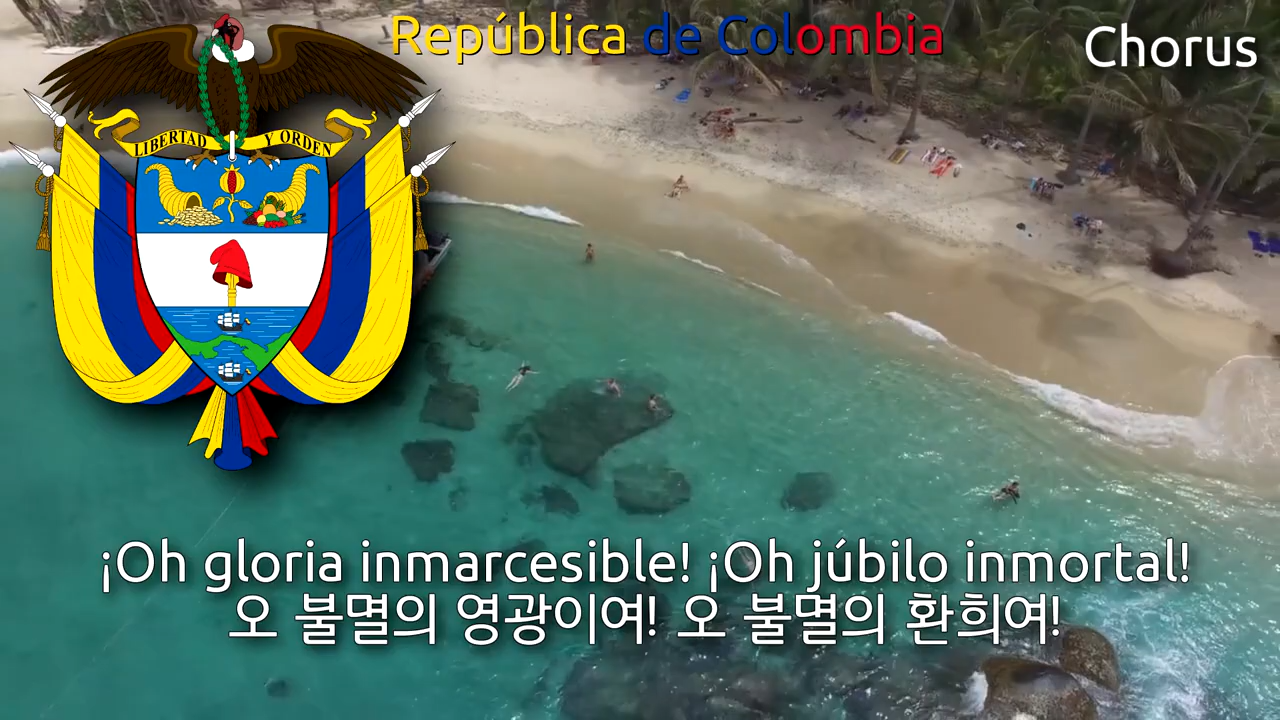 República de Colombia
Chorus
LIBERTAD Y ORDEN
¡Oh gloria inmarcesible! ¡Oh júbilo inmortal!
오 불멸의 영광이여! 오 불멸의 환희여!